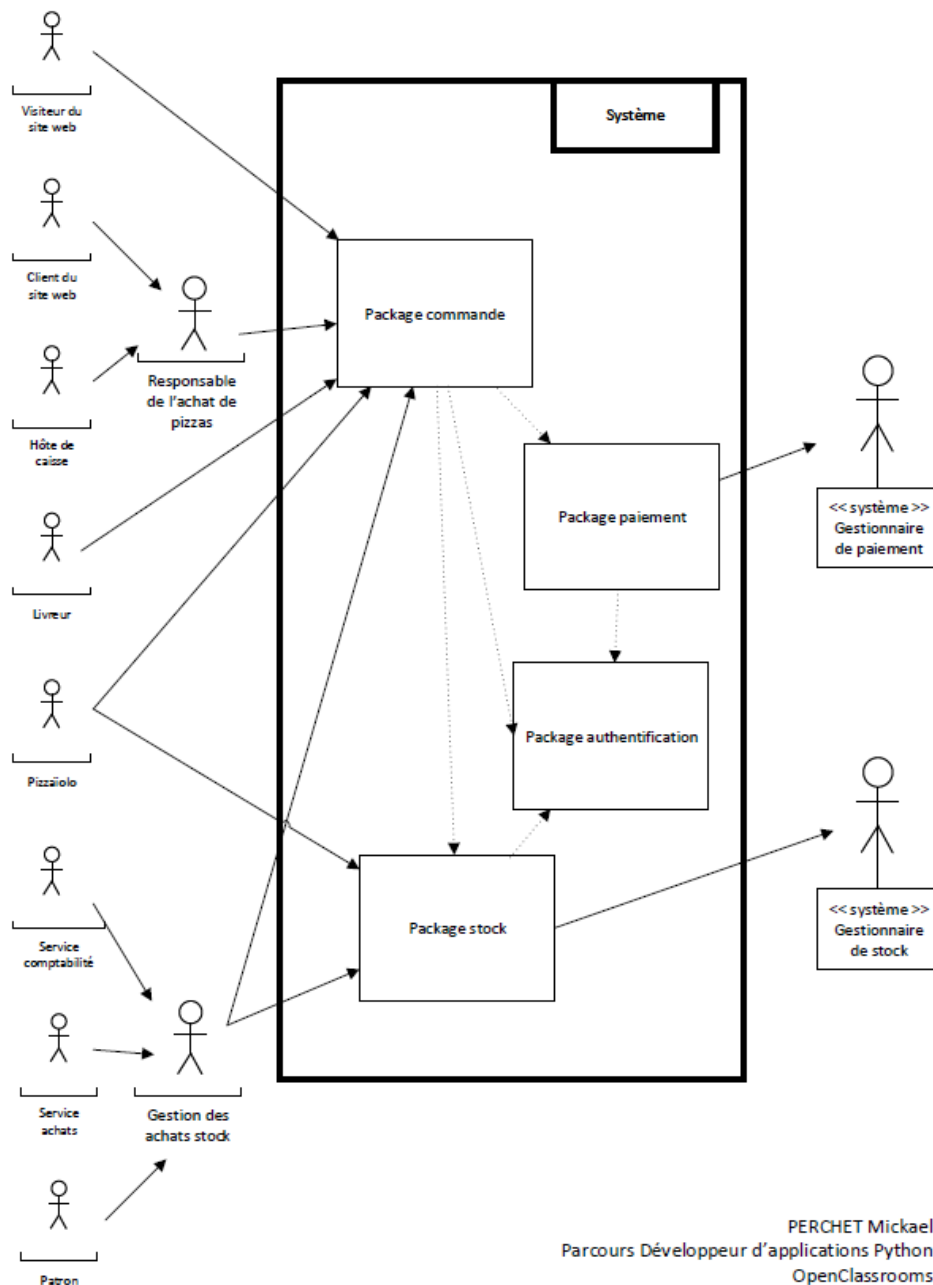 Système
Visiteur du
site web
Client du
site web
Package commande
Responsable
de l'achat de
pizzas
Hôte de
caisse
Package paiement
<< système >>
Gestionnaire
de paiement
Livreur
Package authentification
Pizzaïolo
Package stock
<< système >>
Gestionnaire
de stock
Service
comptabilité
Service
achats
Gestion des
achats stock
Patron
PERCHET Mickael
Parcours Développeur d'applications Python
OpenClassrooms